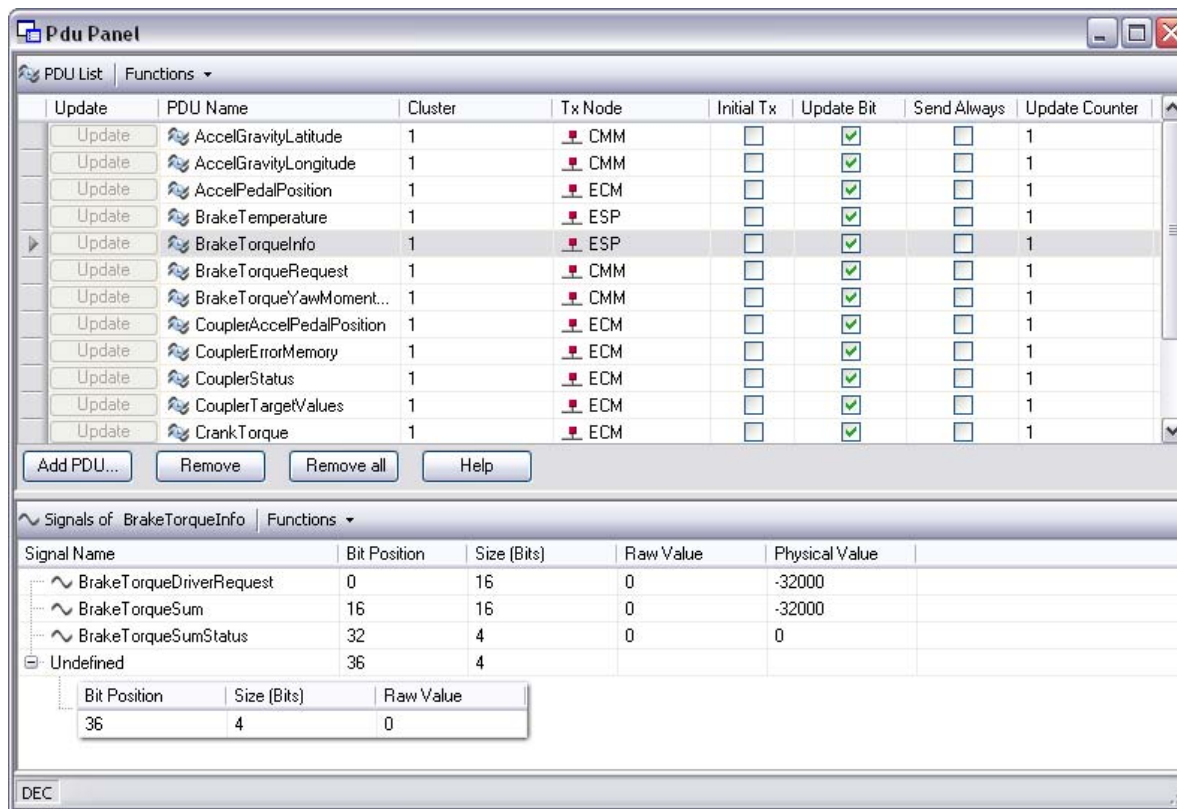 Pdu Panel
PDU List Functions
Update PDU Name Cluster Tx Node Initial Tx Update Bit Send Always Update Counter
Update AccelGravityLatitude 1 CMM 1
Update AccelGravityLongitude 1 CMM 1
Update AccelPedalPosition 1 ECM 1
Update BrakeTemperature 1 ESP 1
Update BrakeTorqueInfo 1 ESP 1
Update BrakeTorqueRequest 1 CMM 1
Update BrakeTorqueYawMoment... 1 CMM 1
Update CouplerAccelPedalPosition 1 ECM 1
Update CouplerErrorMemory 1 ECM 1
Update CouplerStatus 1 ECM 1
Update CouplerTargetValues 1 ECM 1
Update CrankTorque 1 ECM 1
Add PDU... Remove Remove all Help
Signals of BrakeTorqueInfo Functions
Signal Name Bit Position Size (Bits) Raw Value Physical Value
BrakeTorqueDriverRequest 0 16 0 -32000
BrakeTorqueSum 16 16 0 -32000
BrakeTorqueSumStatus 32 4 0 0
Undefined 36 4
Bit Position Size (Bits) Raw Value
36 4 0
DEC